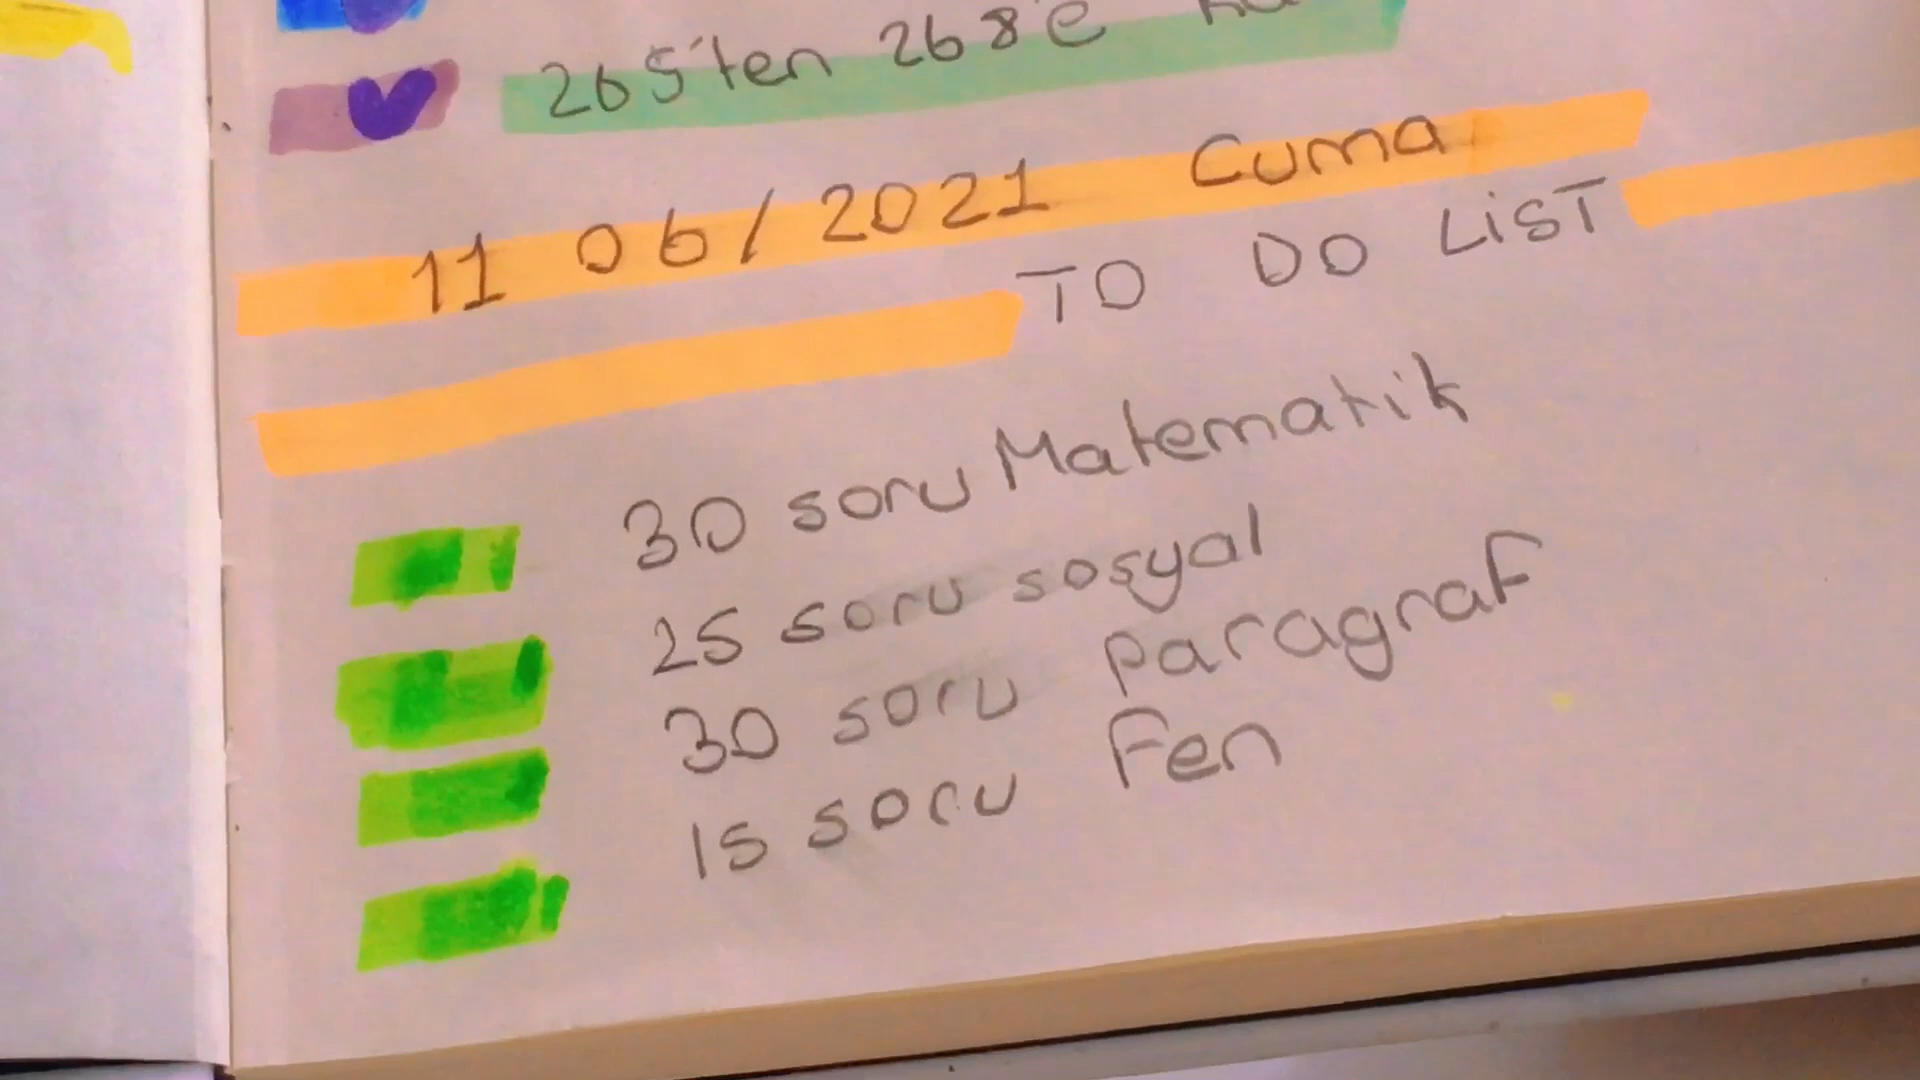 265'ten 268'e
11 06/2021 Cuma
TO DO LiST
30 soru Matematik
25 soru sosyal
30 soru paragraf
15 soru Fen